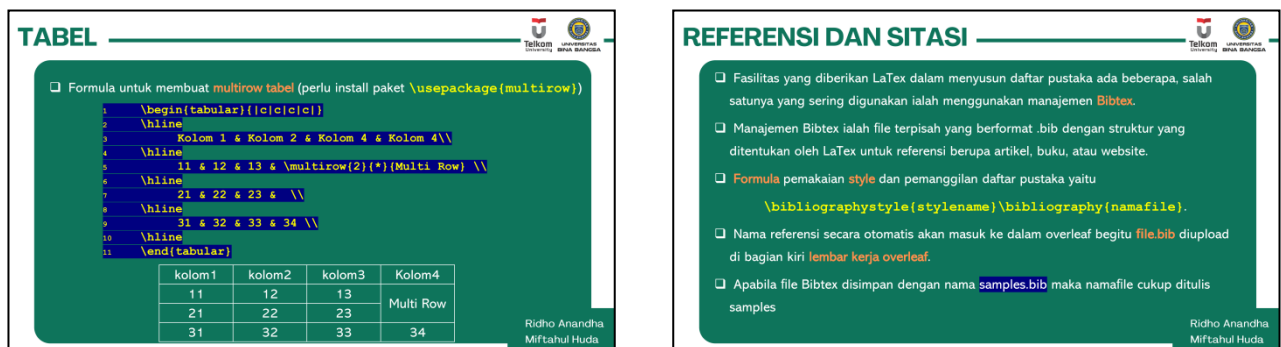 TABEL
Telkom
University
UNIVERSITAS
BINA BANGSA
❑ Formula untuk membuat multirow tabel (perlu install paket \usepackage{multirow})
1 \begin{tabular}{|c|c|c|c|}
2 \hline
3 Kolom 1 & Kolom 2 & Kolom 4 & Kolom 4\\
4 \hline
5 11 & 12 & 13 & \multirow{2}{*}{Multi Row} \\
6 \hline
7 21 & 22 & 23 & \\
8 \hline
9 31 & 32 & 33 & 34 \\
10 \hline
11 \end{tabular}
kolom1 kolom2 kolom3 Kolom4
11 12 13
Multi Row
21 22 23
31 32 33 34
Ridho Anandha
Miftahul Huda
REFERENSI DAN SITASI
Telkom
University
UNIVERSITAS
BINA BANGSA
❑ Fasilitas yang diberikan LaTex dalam menyusun daftar pustaka ada beberapa, salah
satunya yang sering digunakan ialah menggunakan manajemen Bibtex.
❑ Manajemen Bibtex ialah file terpisah yang berformat .bib dengan struktur yang
ditentukan oleh LaTex untuk referensi berupa artikel, buku, atau website.
❑ Formula pemakaian style dan pemanggilan daftar pustaka yaitu
\bibliographystyle{stylename}\bibliography{namafile}.
❑ Nama referensi secara otomatis akan masuk ke dalam overleaf begitu file.bib diupload
di bagian kiri lembar kerja overleaf.
❑ Apabila file Bibtex disimpan dengan nama samples.bib maka namafile cukup ditulis
samples
Ridho Anandha
Miftahul Huda